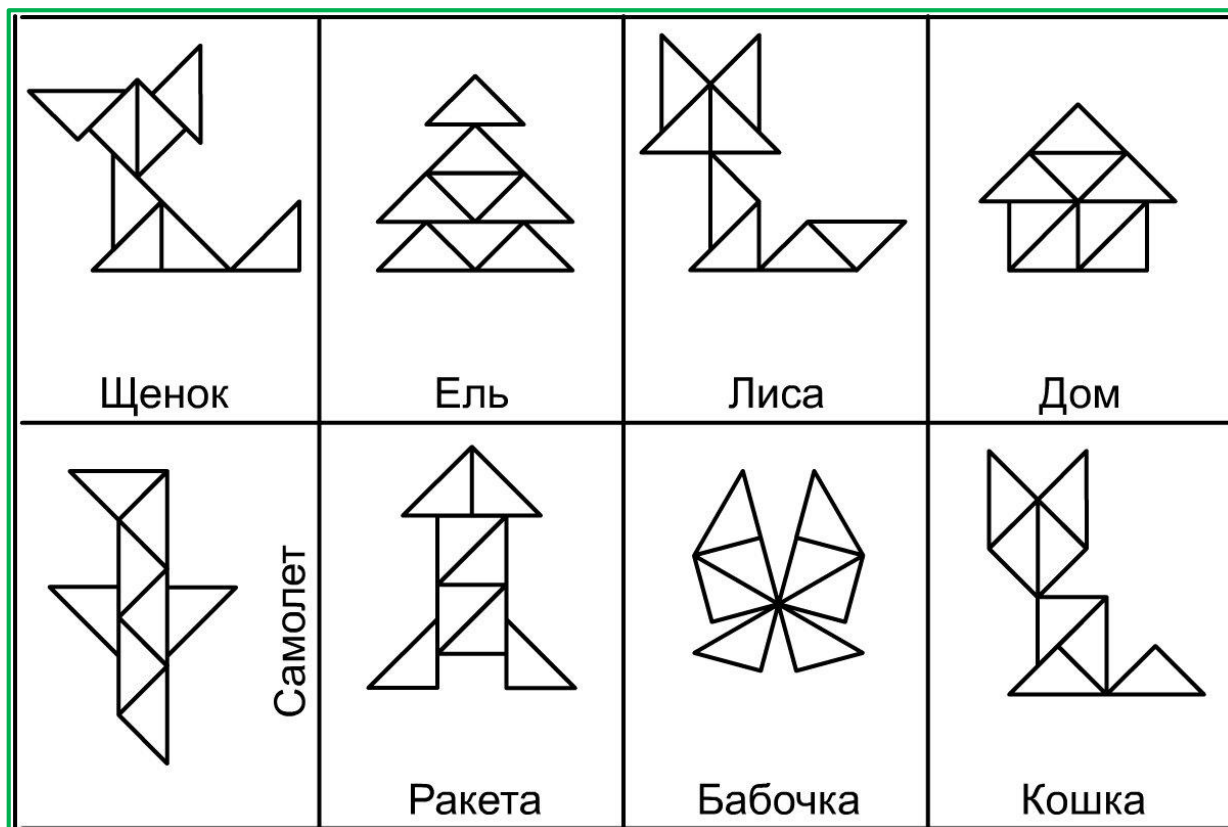 Щенок
Ель
Лиса
Дом
Самолет
Ракета
Бабочка
Кошка